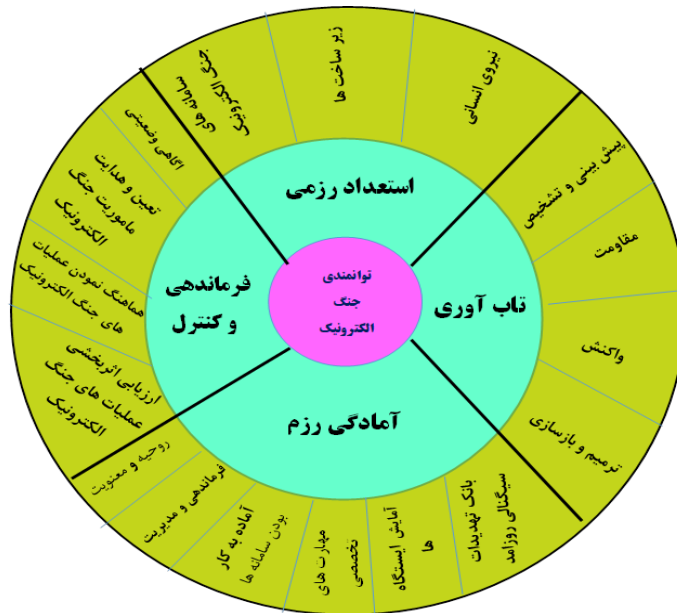 توانمندی
جنگ
الکترونیک
استعداد رزمی
سامانه های
جنگ الکترونیک
زیر ساخت ها
نیروی انسانی
تاب آوری
پیش بینی و تشخیص
مقاومت
واکنش
ترمیم و بازسازی
آمادگی رزم
بانک تهدیدات
سیگنالی روزامد
آمایش ایستگاه
ها
مهارت های
تخصصی
آماده به کار
بودن سامانه ها
فرماندهی و مدیریت
روحیه و معنویت
فرماندهی
و کنترل
ارزیابی اثربخشی
عملیات های جنگ
الکترونیک
هماهنگ نمودن عملیات
های جنگ الکترونیک
تعین و هدایت
ماموریت جنگ
الکترونیک
اگاهی وضعیتی